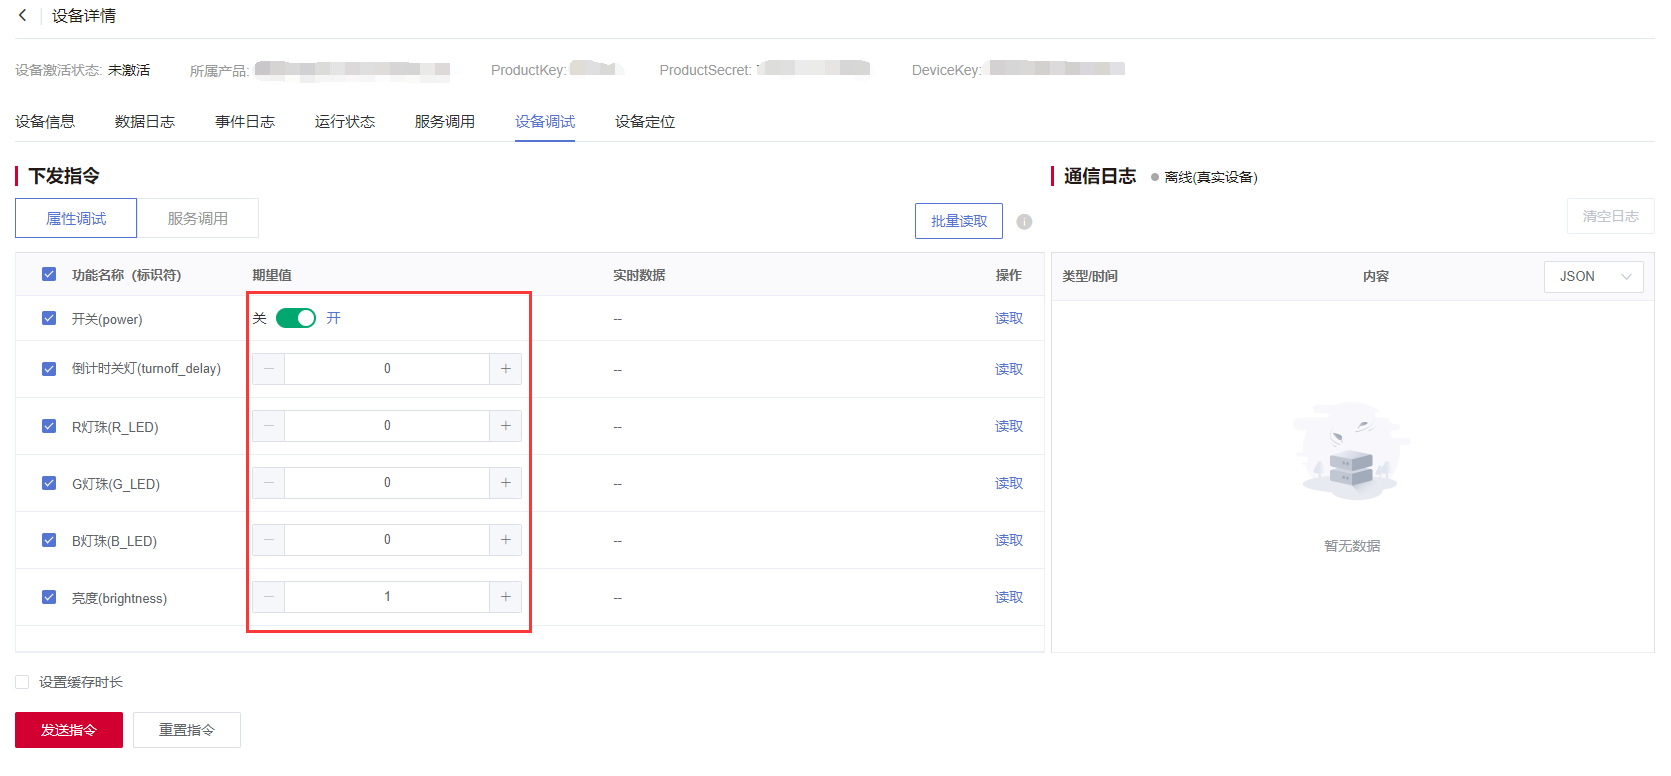 设备详情
设备激活状态: 未激活 所属产品: ProductKey: ProductSecret: DeviceKey:
设备信息 数据日志 事件日志 运行状态 服务调用 设备调试 设备定位
下发指令
通信日志 离线(真实设备)
属性调试 服务调用 批量读取
清空日志
功能名称（标识符) 期望值 实时数据 操作
类型/时间 内容 JSON
开关(power) 关 开 -- 读取
倒计时关灯(turnoff_delay) − 0 + -- 读取
R灯珠(R_LED) − 0 + -- 读取
G灯珠(G_LED) − 0 + -- 读取
B灯珠(B_LED) − 0 + -- 读取
亮度(brightness) − 1 + -- 读取
暂无数据
设置缓存时长
发送指令 重置指令